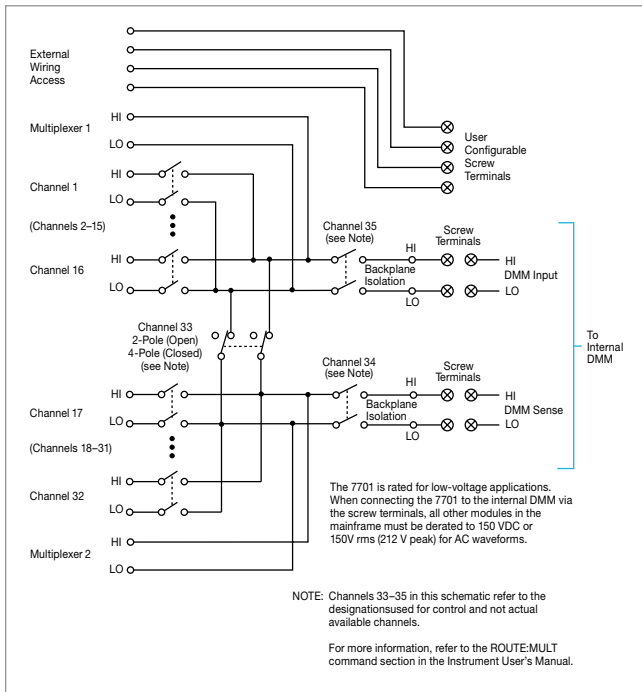 External
Wiring
Access
Multiplexer 1
HI
LO
User
Configurable
Screw
Terminals
Channel 1
HI
LO
(Channels 2–15)
Channel 35
(see Note)
Screw
Terminals
Channel 16
HI
LO
Backplane
Isolation
HI
LO
HI
DMM Input
LO
Channel 33
2-Pole (Open)
4-Pole (Closed)
(see Note)
To
Internal
DMM
Channel 34
(see Note)
Screw
Terminals
Channel 17
HI
LO
Backplane
Isolation
HI
LO
HI
DMM Sense
LO
(Channels 18–31)
Channel 32
HI
LO
Multiplexer 2
HI
LO
The 7701 is rated for low-voltage applications.
When connecting the 7701 to the internal DMM via
the screw terminals, all other modules in the
mainframe must be derated to 150 VDC or
150V rms (212 V peak) for AC waveforms.
NOTE: Channels 33–35 in this schematic refer to the
designationsused for control and not actual
available channels.
For more information, refer to the ROUTE:MULT
command section in the Instrument User's Manual.